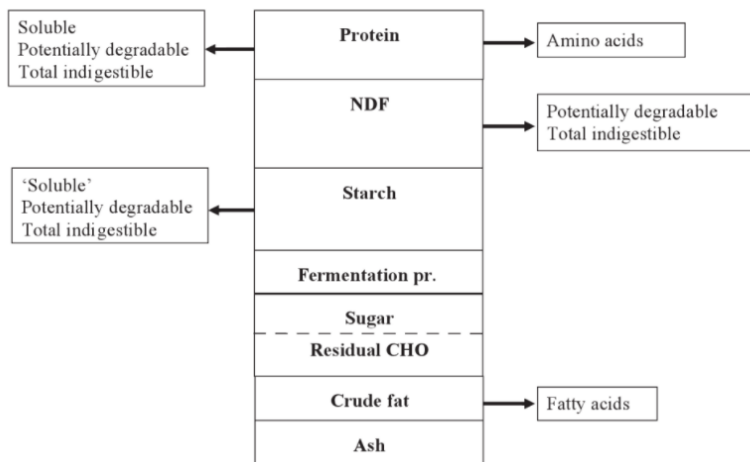 Soluble
Potentially degradable
Total indigestible
Protein
Amino acids
NDF
Potentially degradable
Total indigestible
‘Soluble’
Potentially degradable
Total indigestible
Starch
Fermentation pr.
Sugar
Residual CHO
Crude fat
Fatty acids
Ash